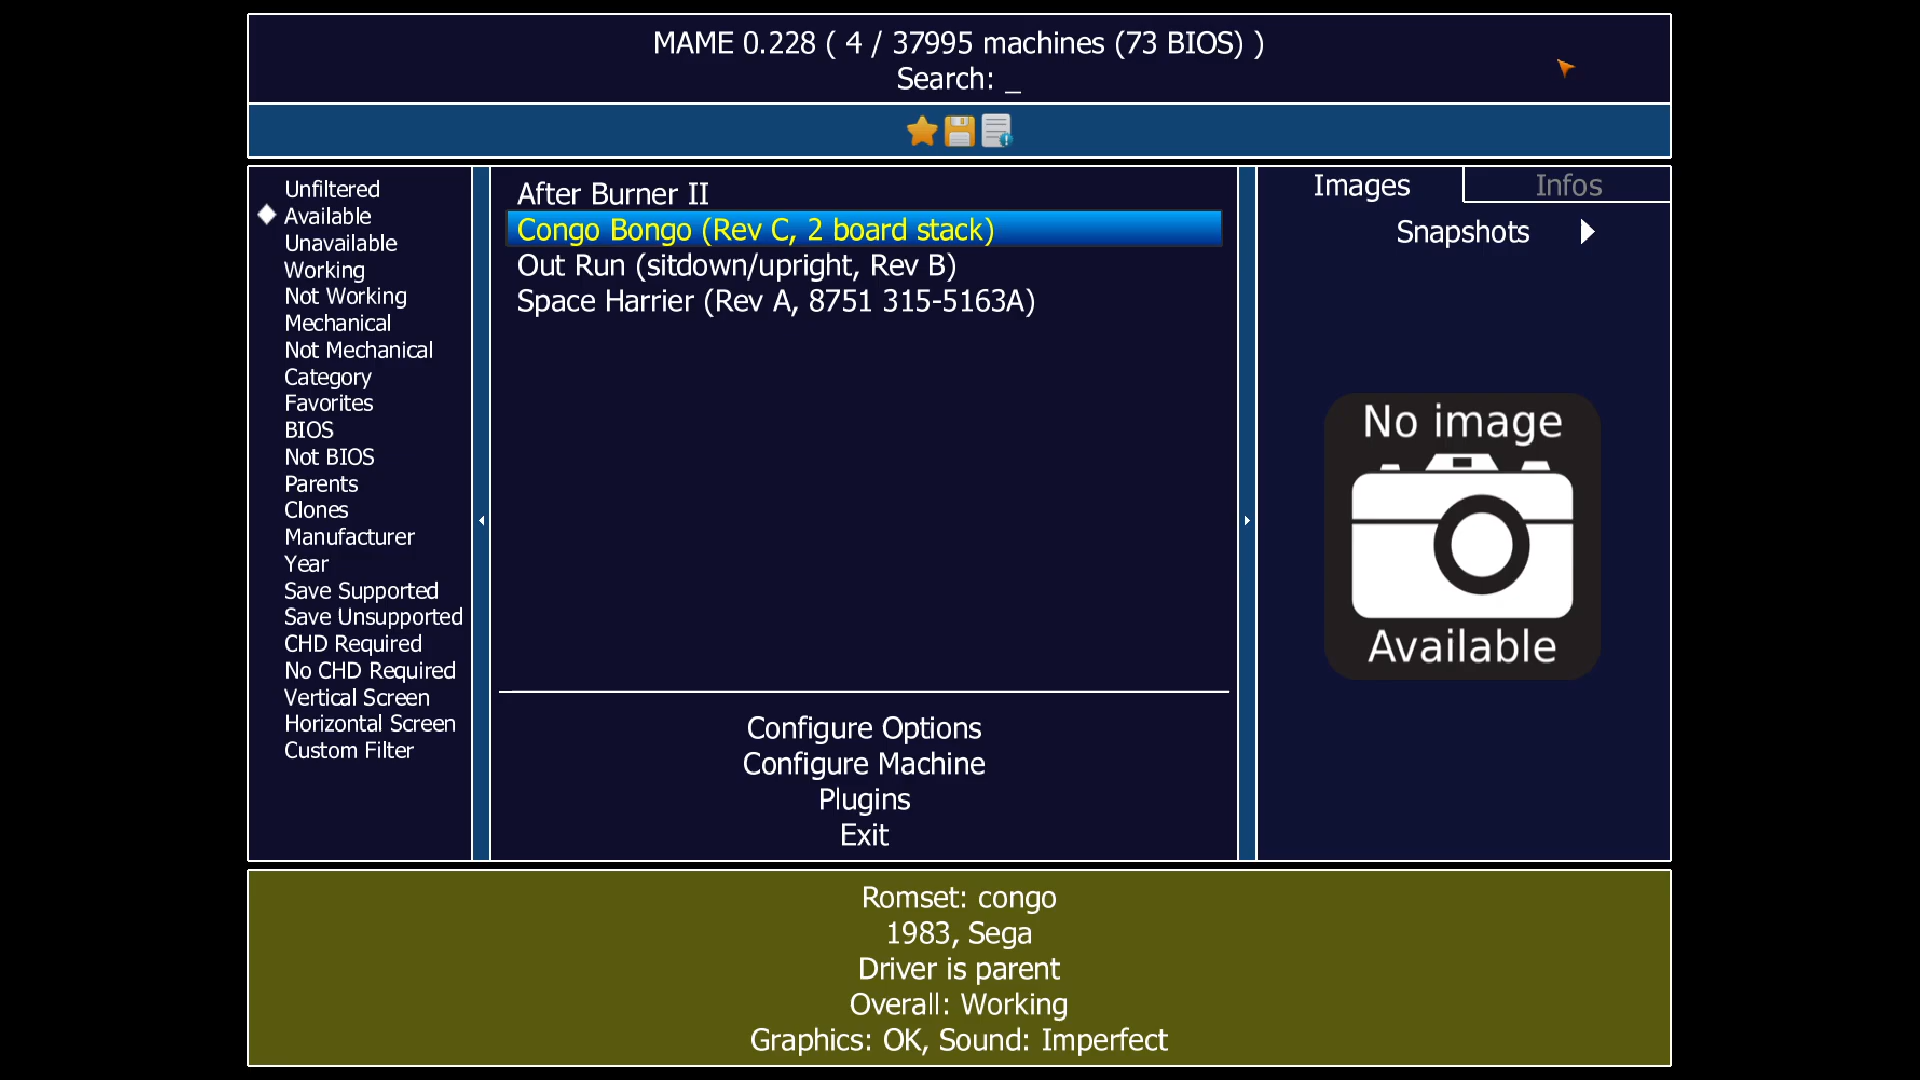 MAME 0.228 ( 4 / 37995 machines (73 BIOS) )
Search: _
Unfiltered
Available
Unavailable
Working
Not Working
Mechanical
Not Mechanical
Category
Favorites
BIOS
Not BIOS
Parents
Clones
Manufacturer
Year
Save Supported
Save Unsupported
CHD Required
No CHD Required
Vertical Screen
Horizontal Screen
Custom Filter
After Burner II
Congo Bongo (Rev C, 2 board stack)
Out Run (sitdown/upright, Rev B)
Space Harrier (Rev A, 8751 315-5163A)
Configure Options
Configure Machine
Plugins
Exit
Images
Infos
Snapshots
No image
Available
Romset: congo
1983, Sega
Driver is parent
Overall: Working
Graphics: OK, Sound: Imperfect